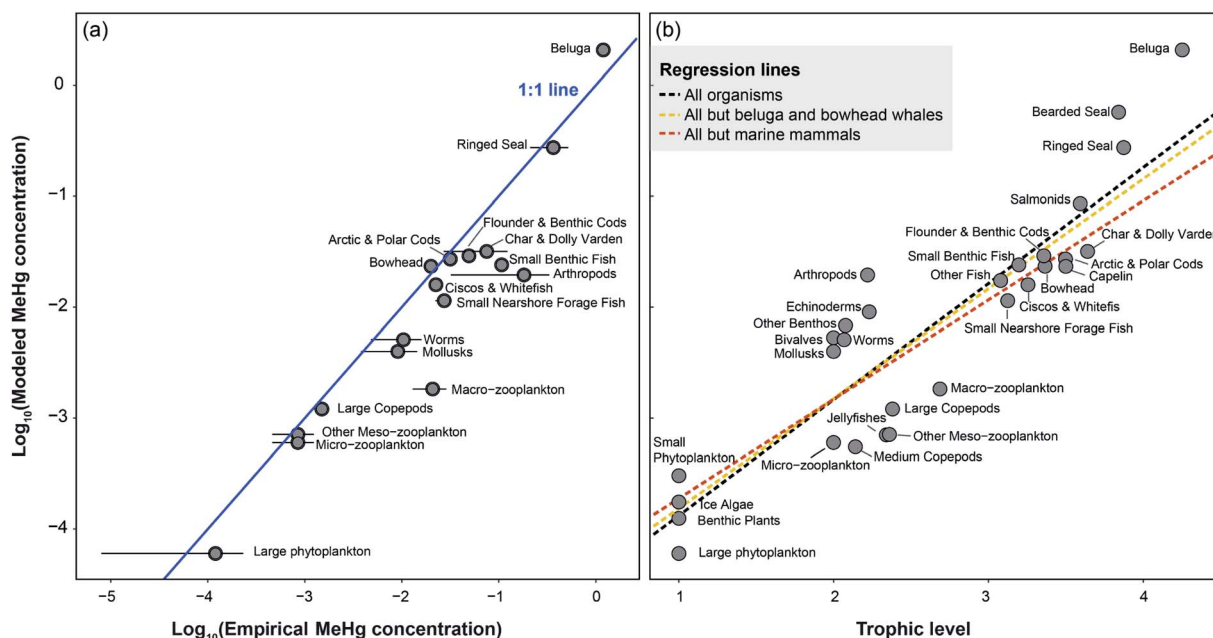 (a)
Beluga
1:1 line
Ringed Seal
Flounder & Benthic Cods
Arctic & Polar Cods
Char & Dolly Varden
Bowhead
Small Benthic Fish
Arthropods
Ciscos & Whitefish
Small Nearshore Forage Fish
Worms
Mollusks
Macro-zooplankton
Large Copepods
Other Meso-zooplankton
Micro-zooplankton
Large phytoplankton
Log10(Modeled MeHg concentration)
0
−1
−2
−3
−4
−5
−4
−3
−2
−1
0
Log10(Empirical MeHg concentration)
(b)
Regression lines
All organisms
All but beluga and bowhead whales
All but marine mammals
Beluga
Bearded Seal
Ringed Seal
Salmonids
Flounder & Benthic Cods
Char & Dolly Varden
Small Benthic Fish
Arctic & Polar Cods
Other Fish
Capelin
Bowhead
Ciscos & Whitefis
Small Nearshore Forage Fish
Arthropods
Echinoderms
Other Benthos
Bivalves
Worms
Mollusks
Macro-zooplankton
Large Copepods
Jellyfishes
Other Meso-zooplankton
Micro-zooplankton
Medium Copepods
Small
Phytoplankton
Ice Algae
Benthic Plants
Large phytoplankton
1
2
3
4
Trophic level